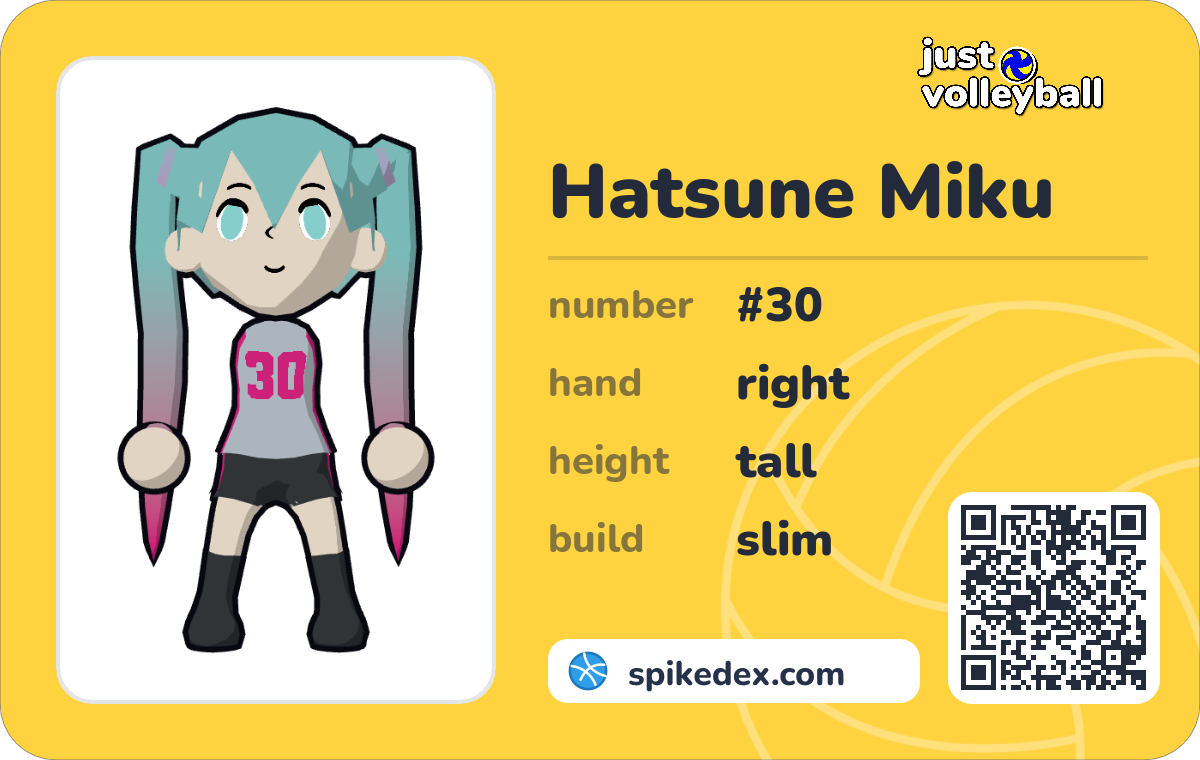 just
volleyball
Hatsune Miku
number #30
hand right
height tall
build slim
30
spikedex.com